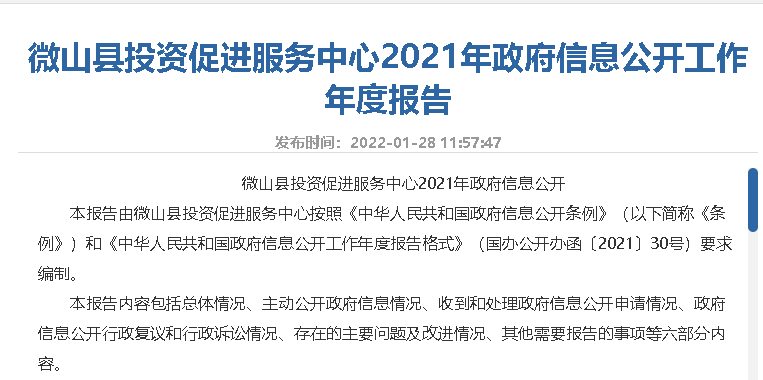 微山县投资促进服务中心2021年政府信息公开工作
年度报告
发布时间：2022-01-28 11:57:47
微山县投资促进服务中心2021年政府信息公开
本报告由微山县投资促进服务中心按照《中华人民共和国政府信息公开条例》（以下简称《条
例》）和《中华人民共和国政府信息公开工作年度报告格式》（国办公开办函〔2021〕30号）要求
编制。
本报告内容包括总体情况、主动公开政府信息情况、收到和处理政府信息公开申请情况、政府
信息公开行政复议和行政诉讼情况、存在的主要问题及改进情况、其他需要报告的事项等六部分内
容。